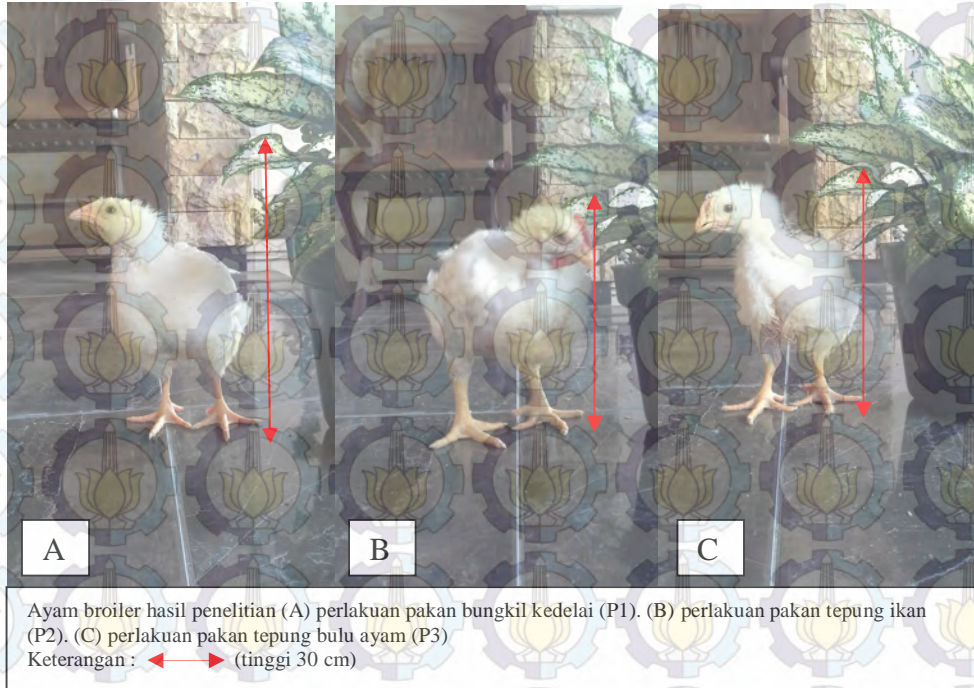 A
B
C
Ayam broiler hasil penelitian (A) perlakuan pakan bungkil kedelai (P1). (B) perlakuan pakan tepung ikan
(P2). (C) perlakuan pakan tepung bulu ayam (P3)
Keterangan : (tinggi 30 cm)